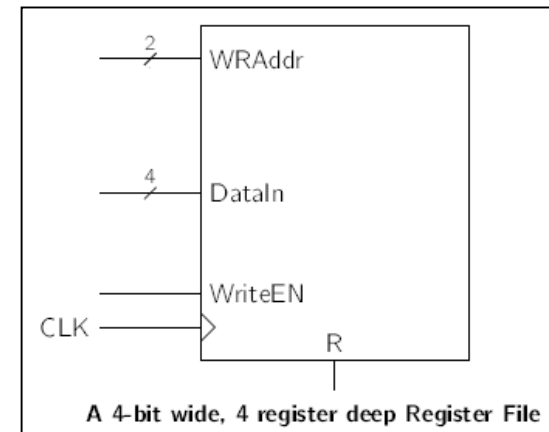 2
WRAddr
4
DataIn
WriteEN
CLK
R
A 4-bit wide, 4 register deep Register File